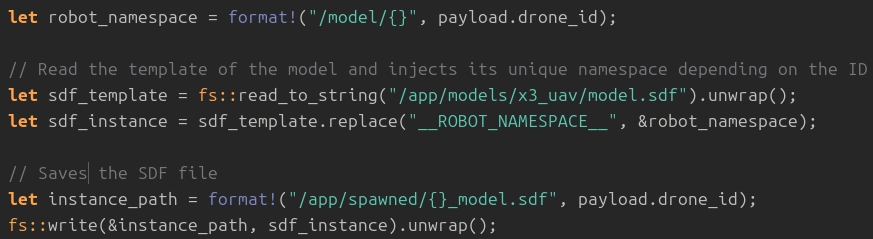 let robot_namespace = format!("/model/{}", payload.drone_id);
// Read the template of the model and injects its unique namespace depending on the ID
let sdf_template = fs::read_to_string("/app/models/x3_uav/model.sdf").unwrap();
let sdf_instance = sdf_template.replace("__ROBOT_NAMESPACE__", &robot_namespace);
// Saves the SDF file
let instance_path = format!("/app/spawned/{}_model.sdf", payload.drone_id);
fs::write(&instance_path, sdf_instance).unwrap();